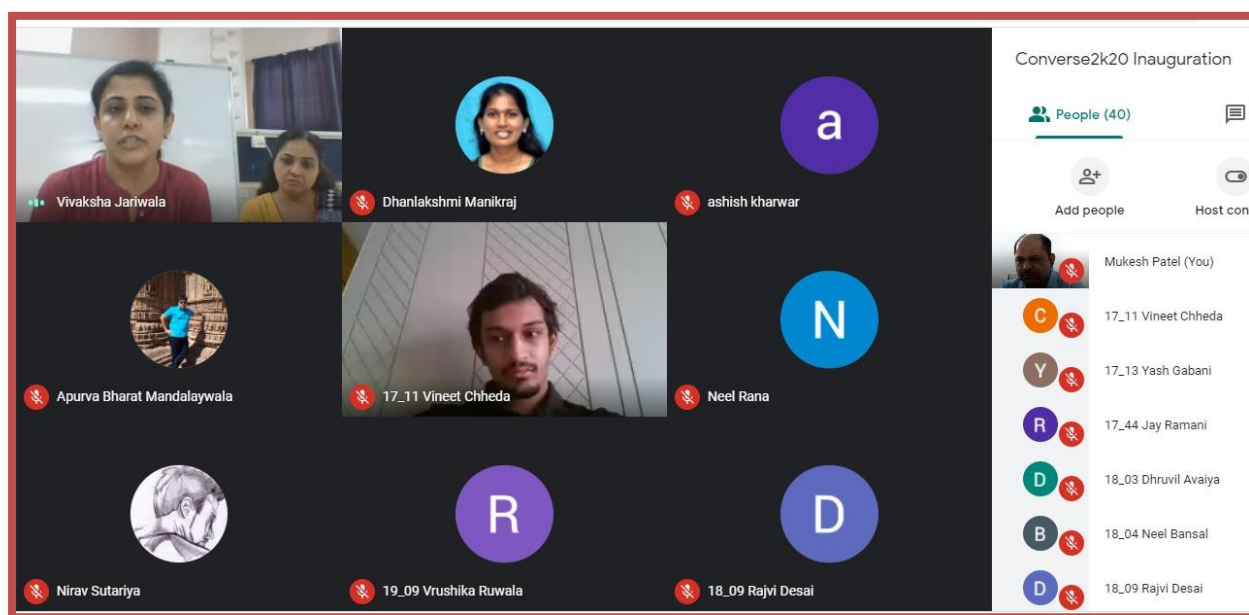 Vivaksha Jariwala
Dhanlakshmi Manikraj
a
ashish kharwar
Apurva Bharat Mandalaywala
17_11 Vineet Chheda
N
Neel Rana
Nirav Sutariya
R
19_09 Vrushika Ruwala
D
18_09 Rajvi Desai
Converse2k20 Inauguration
People (40)
Add people
Host con
Mukesh Patel (You)
C
17_11 Vineet Chheda
Y
17_13 Yash Gabani
R
17_44 Jay Ramani
D
18_03 Dhruvil Avaiya
B
18_04 Neel Bansal
D
18_09 Rajvi Desai